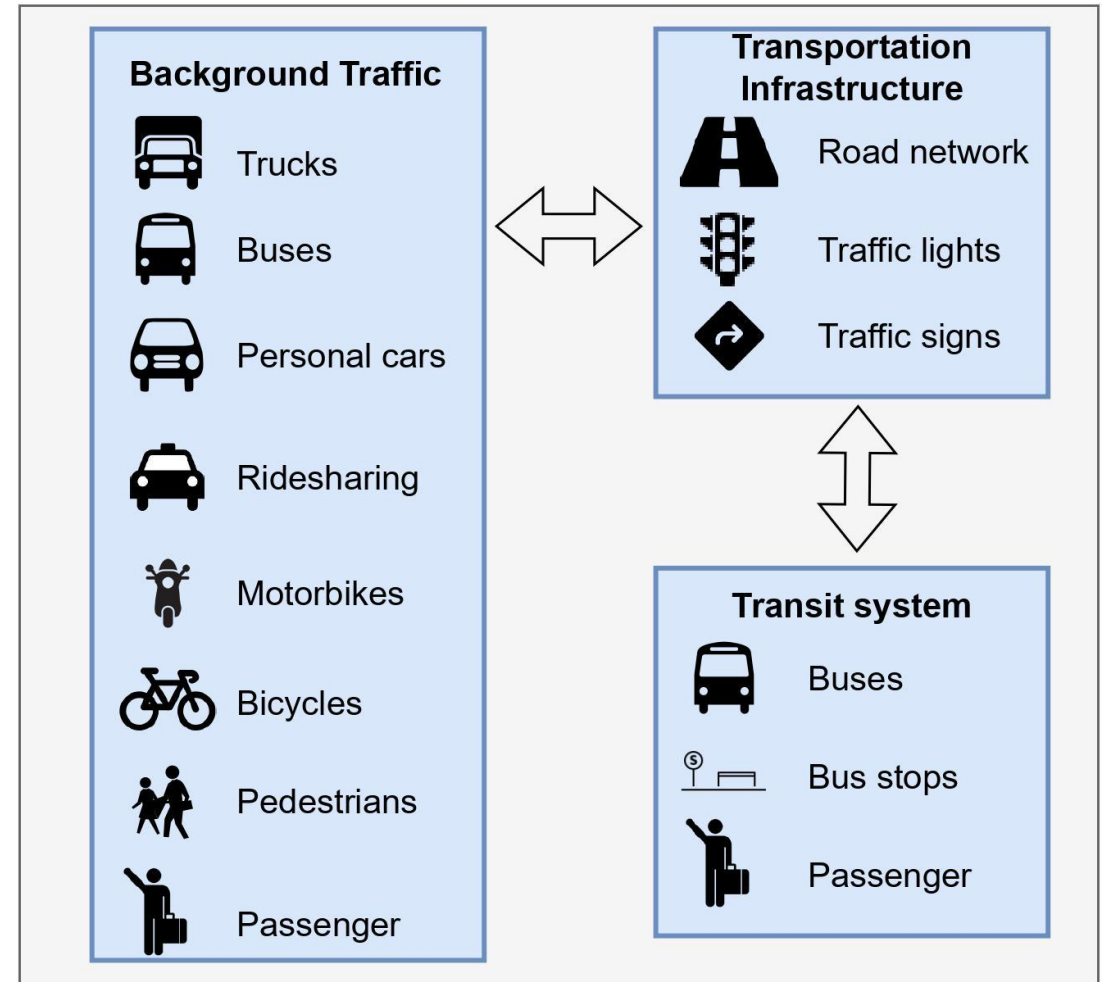 Background Traffic
Trucks
Buses
Personal cars
Ridesharing
Motorbikes
Bicycles
Pedestrians
Passenger
Transportation
Infrastructure
Road network
Traffic lights
Traffic signs
Transit system
Buses
S
Bus stops
Passenger